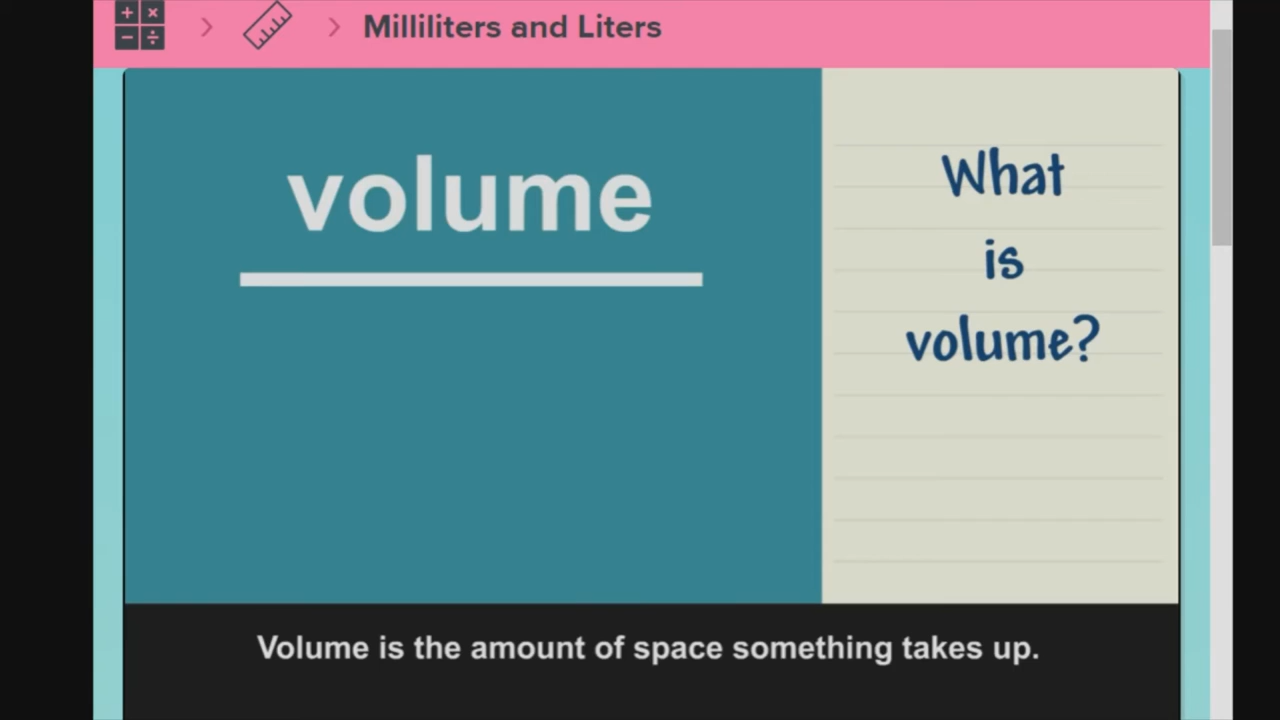 Milliliters and Liters
volume
What
is
volume?
Volume is the amount of space something takes up.